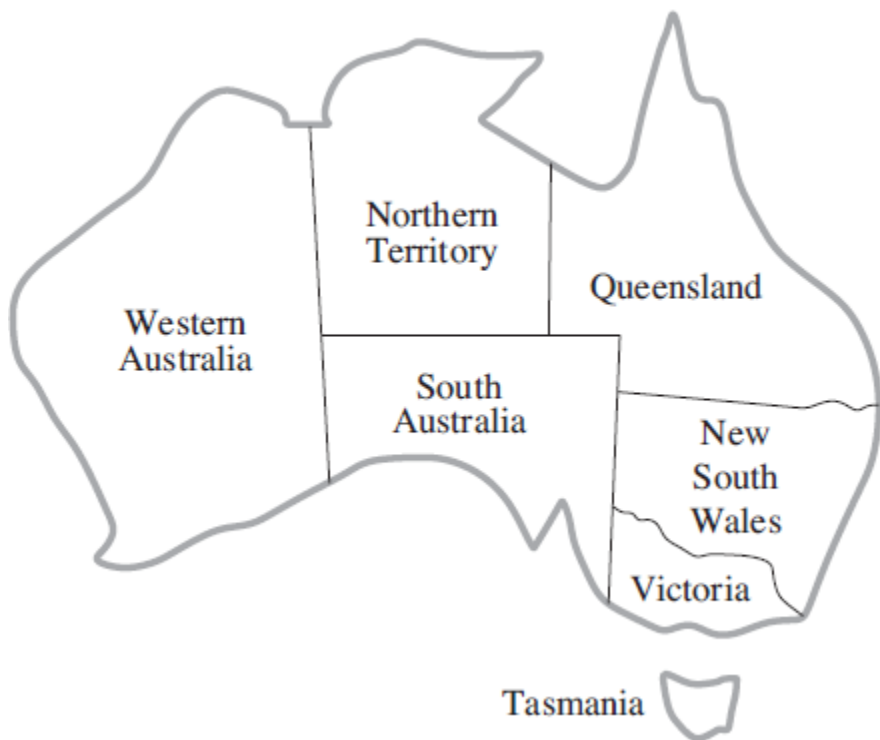 Northern
Territory
Queensland
Western
Australia
South
Australia
New
South
Wales
Victoria
Tasmania